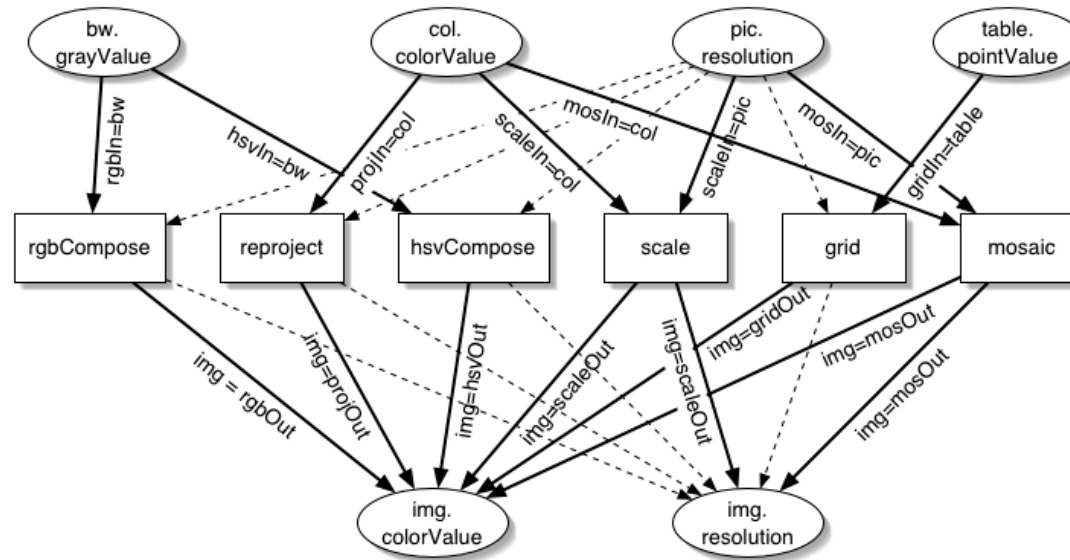 bw.
grayValue
col.
colorValue
pic.
resolution
table.
pointValue
rgbIn=bw
hsvIn=bw
projIn=col
scaleIn=col
mosIn=col
scaleIn=pic
mosIn=pic
gridIn=table
rgbCompose
reproject
hsvCompose
scale
grid
mosaic
img = rgbOut
img=projOut
img=hsvOut
img=scaleOut
img=scaleOut
img=gridOut
img=mosOut
img=mosOut
img.
colorValue
img.
resolution